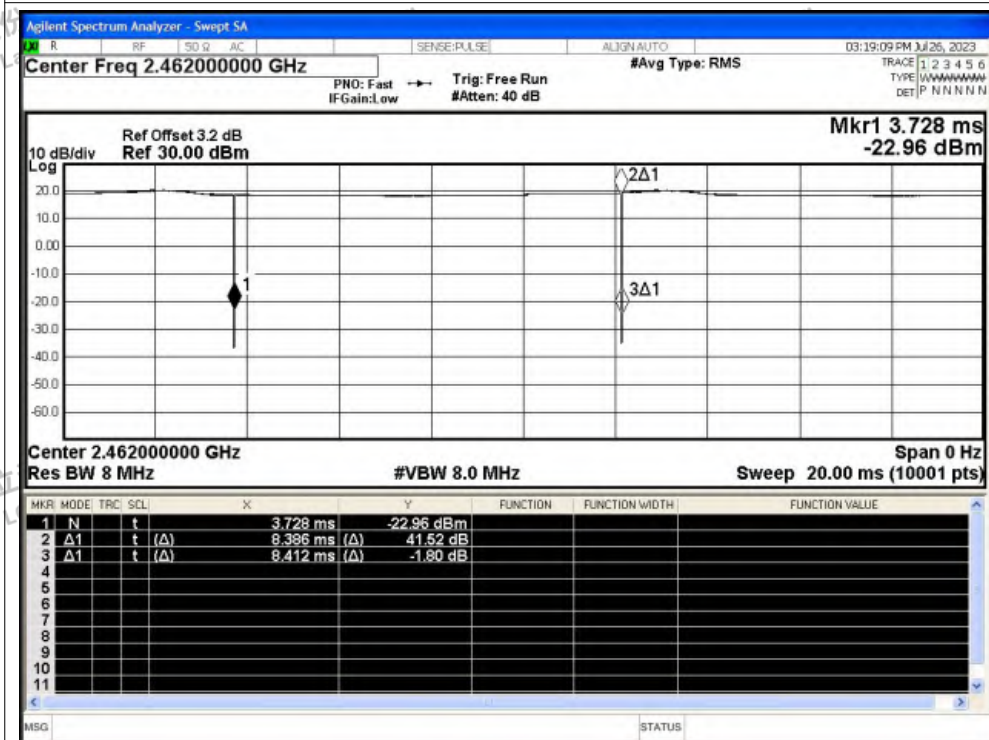 份
La
Agilent Spectrum Analyzer - Swept SA
LXI R RF 50 Ω AC SENSE:PULSE ALIGN AUTO 03:19:09 PM Jul 26, 2023
Center Freq 2.462000000 GHz #Avg Type: RMS TRACE 1 2 3 4 5 6
PNO: Fast Trig: Free Run TYPE WWWWWW
IFGain:Low #Atten: 40 dB DET P N N N N N
Mkr1 3.728 ms
Ref Offset 3.2 dB
10 dB/div Ref 30.00 dBm -22.96 dBm
Log
2Δ1
20.0
10.0
0.00
-10.0
1
3Δ1
-20.0
-30.0
-40.0
-50.0
-60.0
立
Center 2.462000000 GHz Span 0 Hz
Res BW 8 MHz #VBW 8.0 MHz Sweep 20.00 ms (10001 pts)
MKR MODE TRC SCL X Y FUNCTION FUNCTION WIDTH FUNCTION VALUE
1 N t 3.728 ms -22.96 dBm
2 Δ1 t (Δ) 8.386 ms (Δ) 41.52 dB
3 Δ1 t (Δ) 8.412 ms (Δ) -1.80 dB
4
5
6
7
8
9
10
11
MSG STATUS